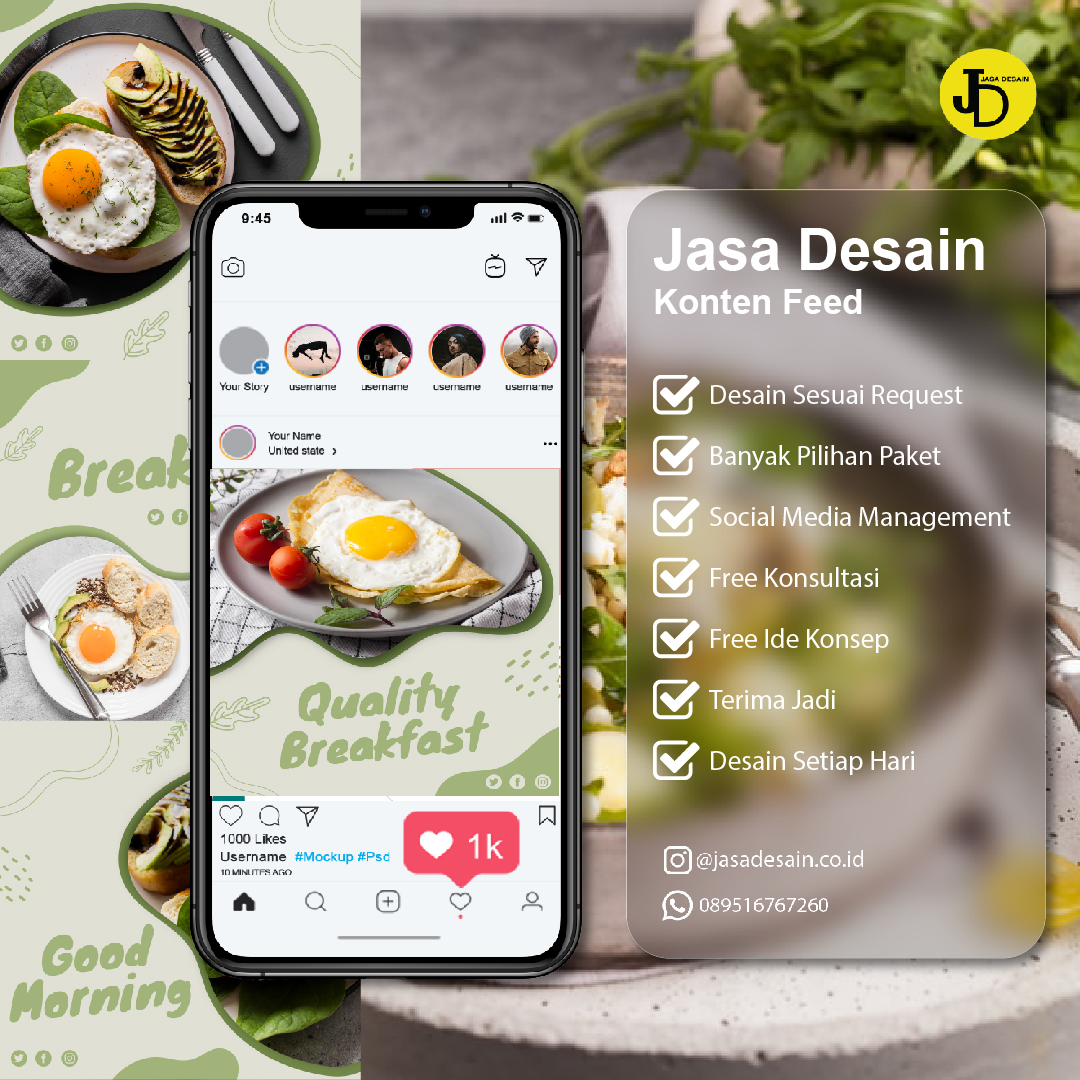 JASA DESAIN
JD
Jasa Desain
Konten Feed
Desain Sesuai Request
Banyak Pilihan Paket
Social Media Management
Free Konsultasi
Free Ide Konsep
Terima Jadi
Desain Setiap Hari
@jasadesain.co.id
089516767260
9:45
Your Story
username
username
username
username
Your Name
United state
Quality
Breakfast
1000 Likes
Username #Mockup #Psd
10 MINUTES AGO
1k
Break
Good
Morning